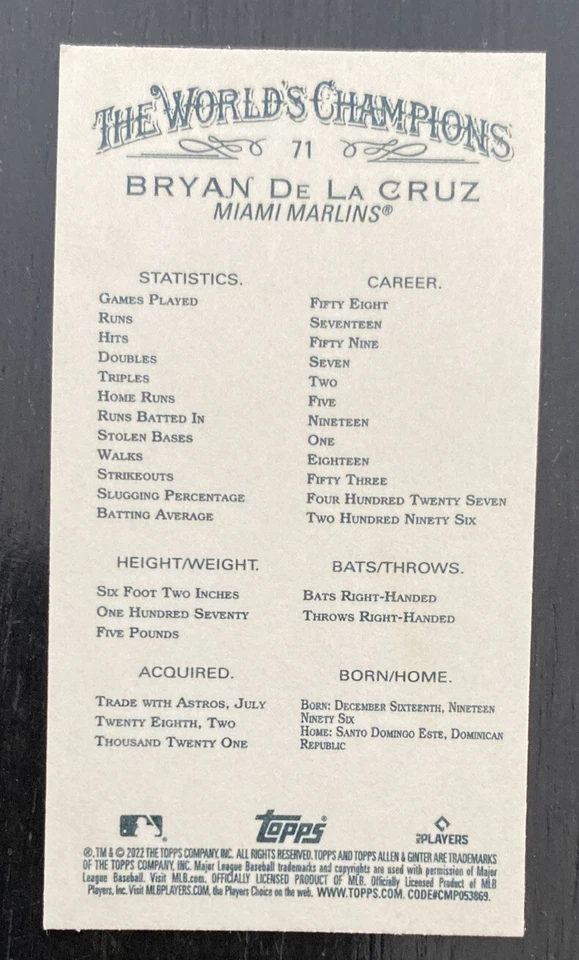 THE WORLD'S CHAMPIONS
71
BRYAN DE LA CRUZ
MIAMI MARLINS®
STATISTICS.
GAMES PLAYED
RUNS
HITS
DOUBLES
TRIPLES
HOME RUNS
RUNS BATTED IN
STOLEN BASES
WALKS
STRIKEOUTS
SLUGGING PERCENTAGE
BATTING AVERAGE
CAREER.
FIFTY EIGHT
SEVENTEEN
FIFTY NINE
SEVEN
TWO
FIVE
NINETEEN
ONE
EIGHTEEN
FIFTY THREE
FOUR HUNDRED TWENTY SEVEN
TWO HUNDRED NINETY SIX
HEIGHT/WEIGHT.
SIX FOOT TWO INCHES
ONE HUNDRED SEVENTY
FIVE POUNDS
BATS/THROWS.
BATS RIGHT-HANDED
THROWS RIGHT-HANDED
ACQUIRED.
TRADE WITH ASTROS, JULY
TWENTY EIGHTH, TWO
THOUSAND TWENTY ONE
BORN/HOME.
BORN: DECEMBER SIXTEENTH, NINETEEN
NINETY SIX
HOME: SANTO DOMINGO ESTE, DOMINICAN
REPUBLIC
topps
PLAYERS
®, TM & © 2022 THE TOPPS COMPANY, INC. ALL RIGHTS RESERVED. TOPPS AND TOPPS ALLEN & GINTER ARE TRADEMARKS
OF THE TOPPS COMPANY, INC. Major League Baseball trademarks and copyrights are used with permission of Major
League Baseball. Visit MLB.com. OFFICIALLY LICENSED PRODUCT OF MLB. Officially Licensed Product of MLB
Players, Inc. Visit MLBPLAYERS.COM, the Players Choice on the web. WWW.TOPPS.COM. CODE#CMP053869.